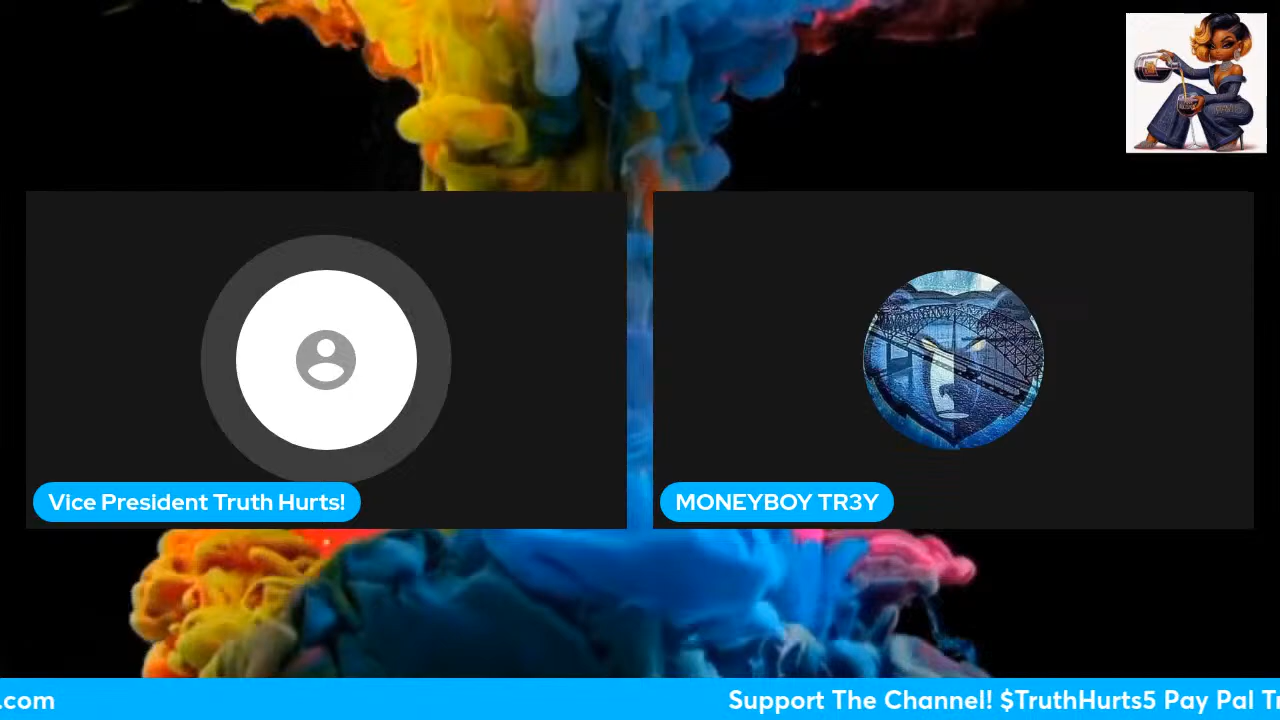 Vice President Truth Hurts!
MONEYBOY TR3Y
.com Support The Channel! $TruthHurts5 Pay Pal